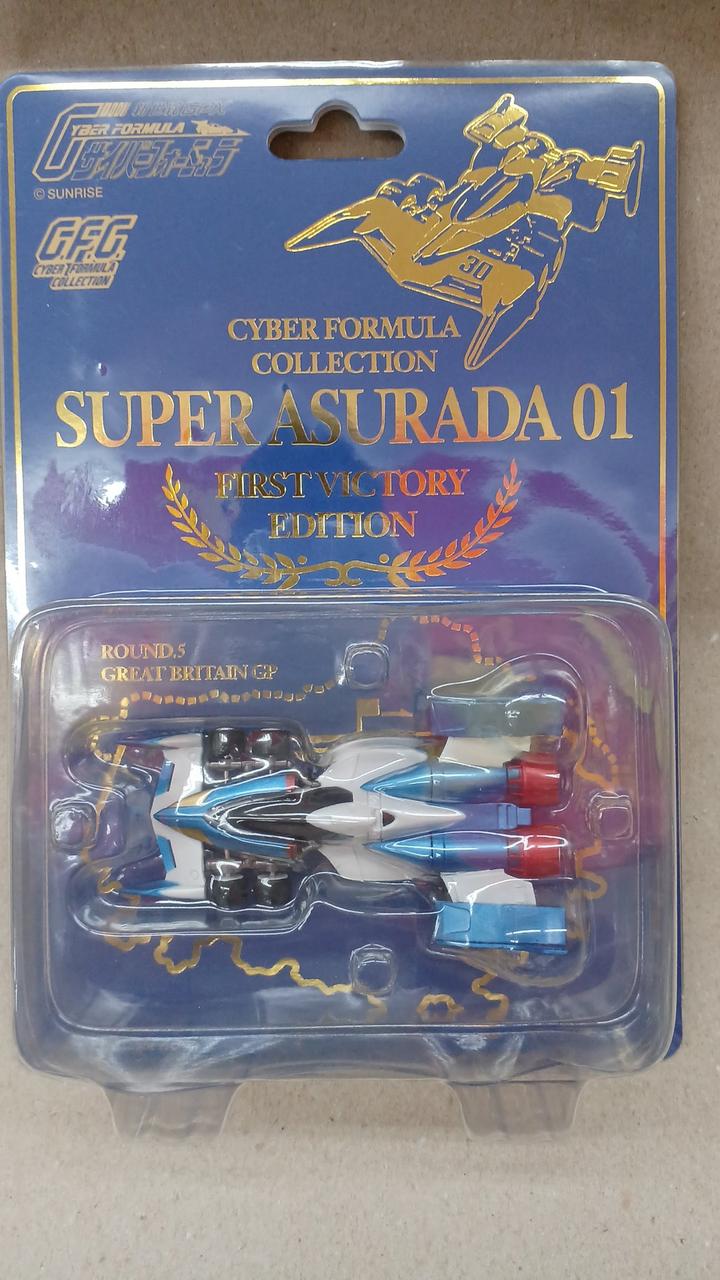 CYBER FORMULA
サイバーフォーミュラ
© SUNRISE
C.F.C.
CYBER FORMULA
COLLECTION
30
CYBER FORMULA
COLLECTION
SUPER ASURADA 01
FIRST VICTORY
EDITION
ROUND.5
GREAT BRITAIN GP